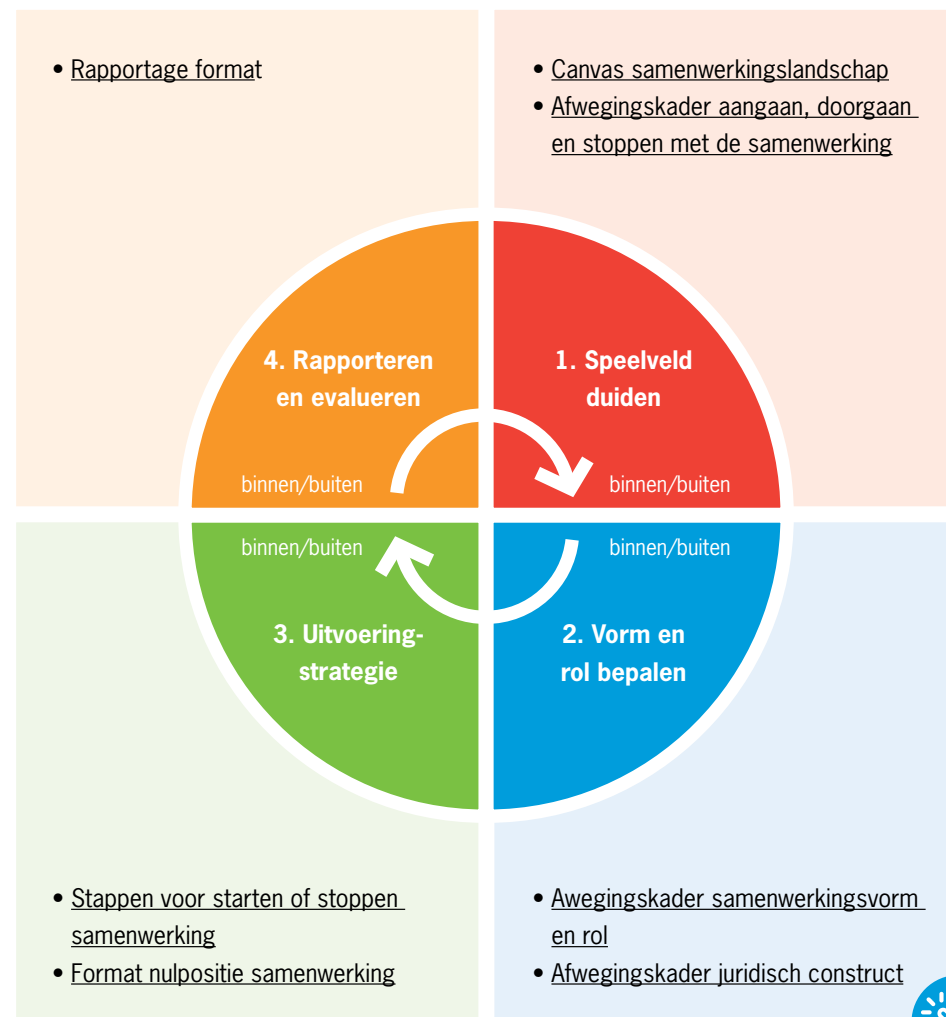 • Rapportage format
• Canvas samenwerkingslandschap
• Afwegingskader aangaan, doorgaan
en stoppen met de samenwerking
4. Rapporteren
en evalueren
binnen/buiten
1. Speelveld
duiden
binnen/buiten
binnen/buiten
3. Uitvoering-
strategie
binnen/buiten
2. Vorm en
rol bepalen
• Stappen voor starten of stoppen
samenwerking
• Format nulpositie samenwerking
• Awegingskader samenwerkingsvorm
en rol
• Afwegingskader juridisch construct